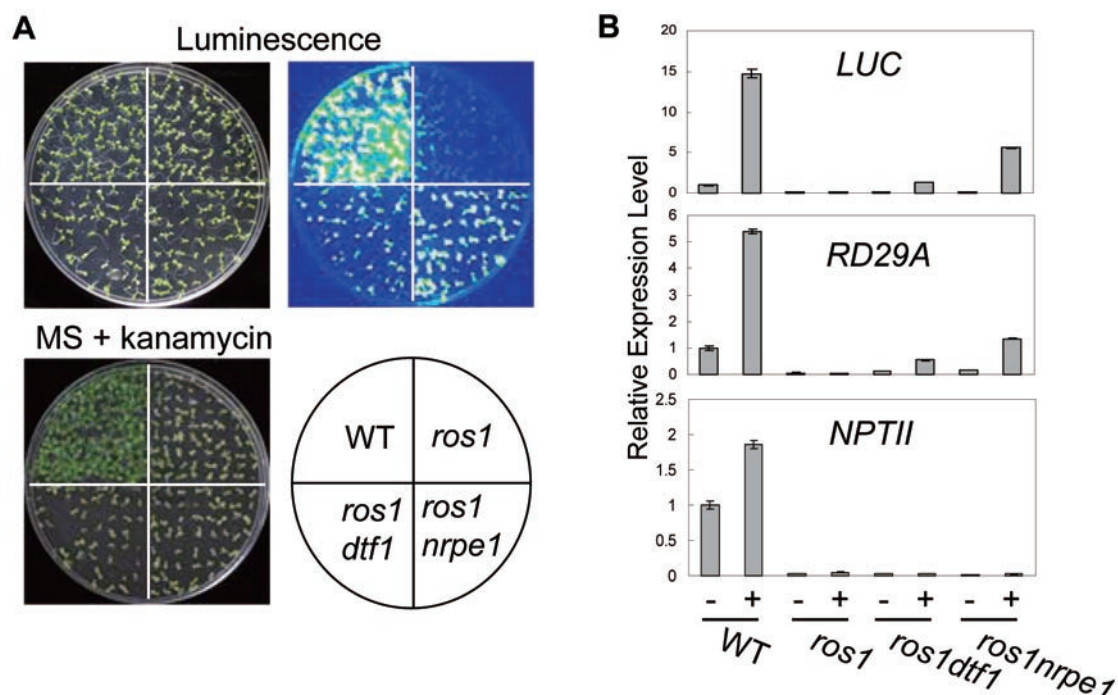 A
Luminescence
MS + kanamycin
WT
ros1
ros1
dtf1
ros1
nrpe1
B
Relative Expression Level
20
15
10
5
0
LUC
6
5
4
3
2
1
0
RD29A
2.5
2
1.5
1
0.5
0
NPTII
- + - + - + - +
WT
ros1
ros1dtf1
ros1nrpe1